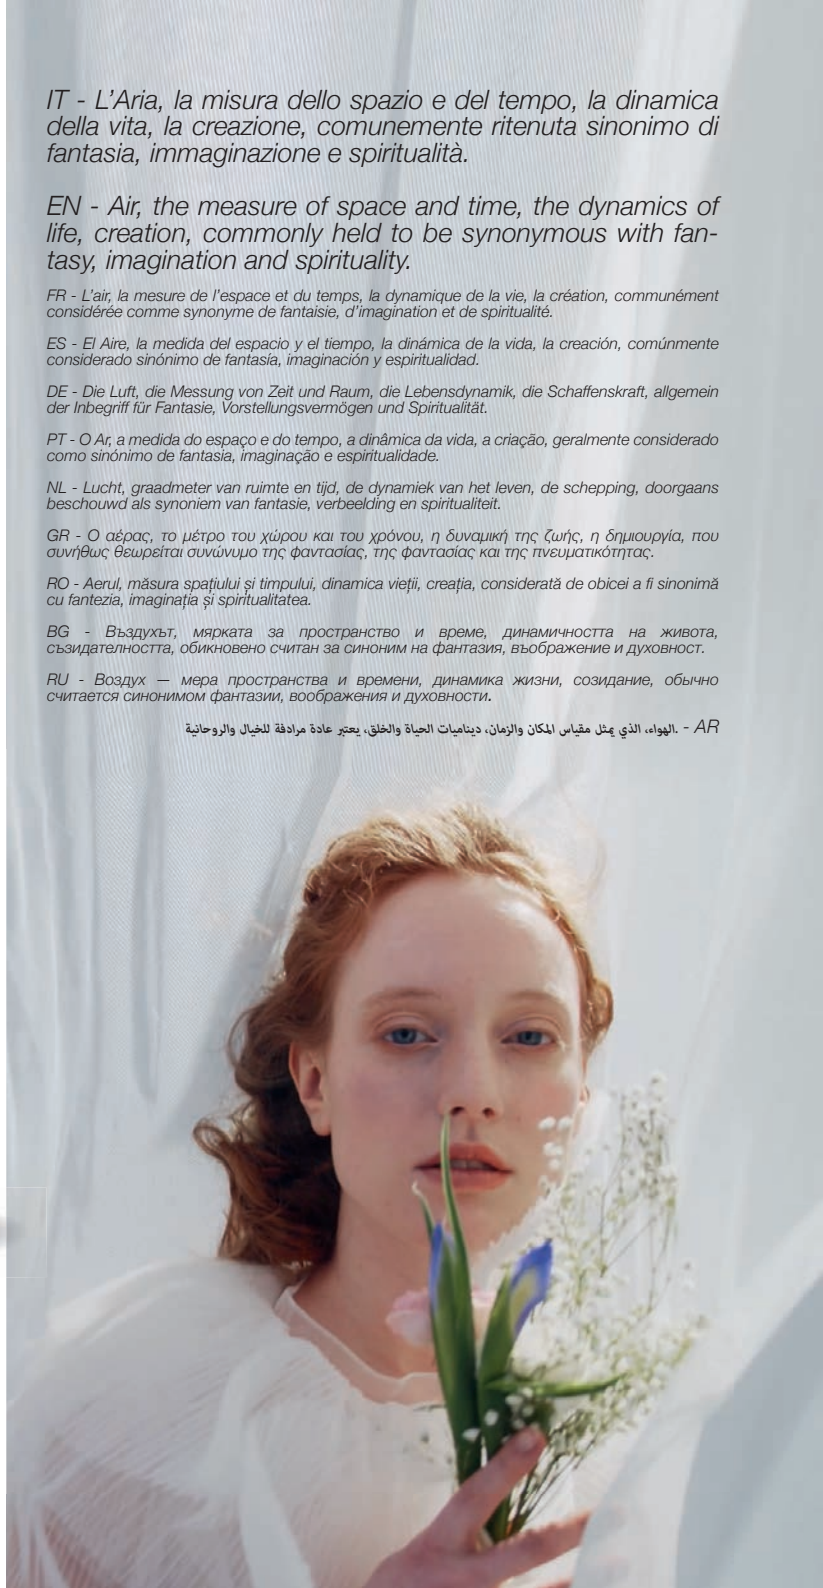 IT - L’Aria, la misura dello spazio e del tempo, la dinamica
della vita, la creazione, comunemente ritenuta sinonimo di
fantasia, immaginazione e spiritualità.
EN - Air, the measure of space and time, the dynamics of
life, creation, commonly held to be synonymous with fan-
tasy, imagination and spirituality.
FR - L’air, la mesure de l’espace et du temps, la dynamique de la vie, la création, communément
considérée comme synonyme de fantaisie, d’imagination et de spiritualité.
ES - El Aire, la medida del espacio y el tiempo, la dinámica de la vida, la creación, comúnmente
considerado sinónimo de fantasía, imaginación y espiritualidad.
DE - Die Luft, die Messung von Zeit und Raum, die Lebensdynamik, die Schaffenskraft, allgemein
der Inbegriff für Fantasie, Vorstellungsvermögen und Spiritualität.
PT - O Ar, a medida do espaço e do tempo, a dinâmica da vida, a criação, geralmente considerado
como sinónimo de fantasia, imaginação e espiritualidade.
NL - Lucht, graadmeter van ruimte en tijd, de dynamiek van het leven, de schepping, doorgaans
beschouwd als synoniem van fantasie, verbeelding en spiritualiteit.
GR - Ο αέρας, το μέτρο του χώρου και του χρόνου, η δυναμική της ζωής, η δημιουργία, που
συνήθως θεωρείται συνώνυμο της φαντασίας, της φαντασίας και της πνευματικότητας.
RO - Aerul, măsura spațiului și timpului, dinamica vieții, creația, considerată de obicei a fi sinonimă
cu fantezia, imaginația și spiritualitatea.
BG - Въздухът, мярката за пространство и време, динамичността на живота,
съзидателността, обикновено считан за синоним на фантазия, въображение и духовност.
RU - Воздух — мера пространства и времени, динамика жизни, созидание, обычно
считается синонимом фантазии, воображения и духовности.
AR - .الهواء، الذي يمثل مقياس المكان والزمان، ديناميات الحياة والخلق، يعتبر عادة مرادفة للخيال والروحانية